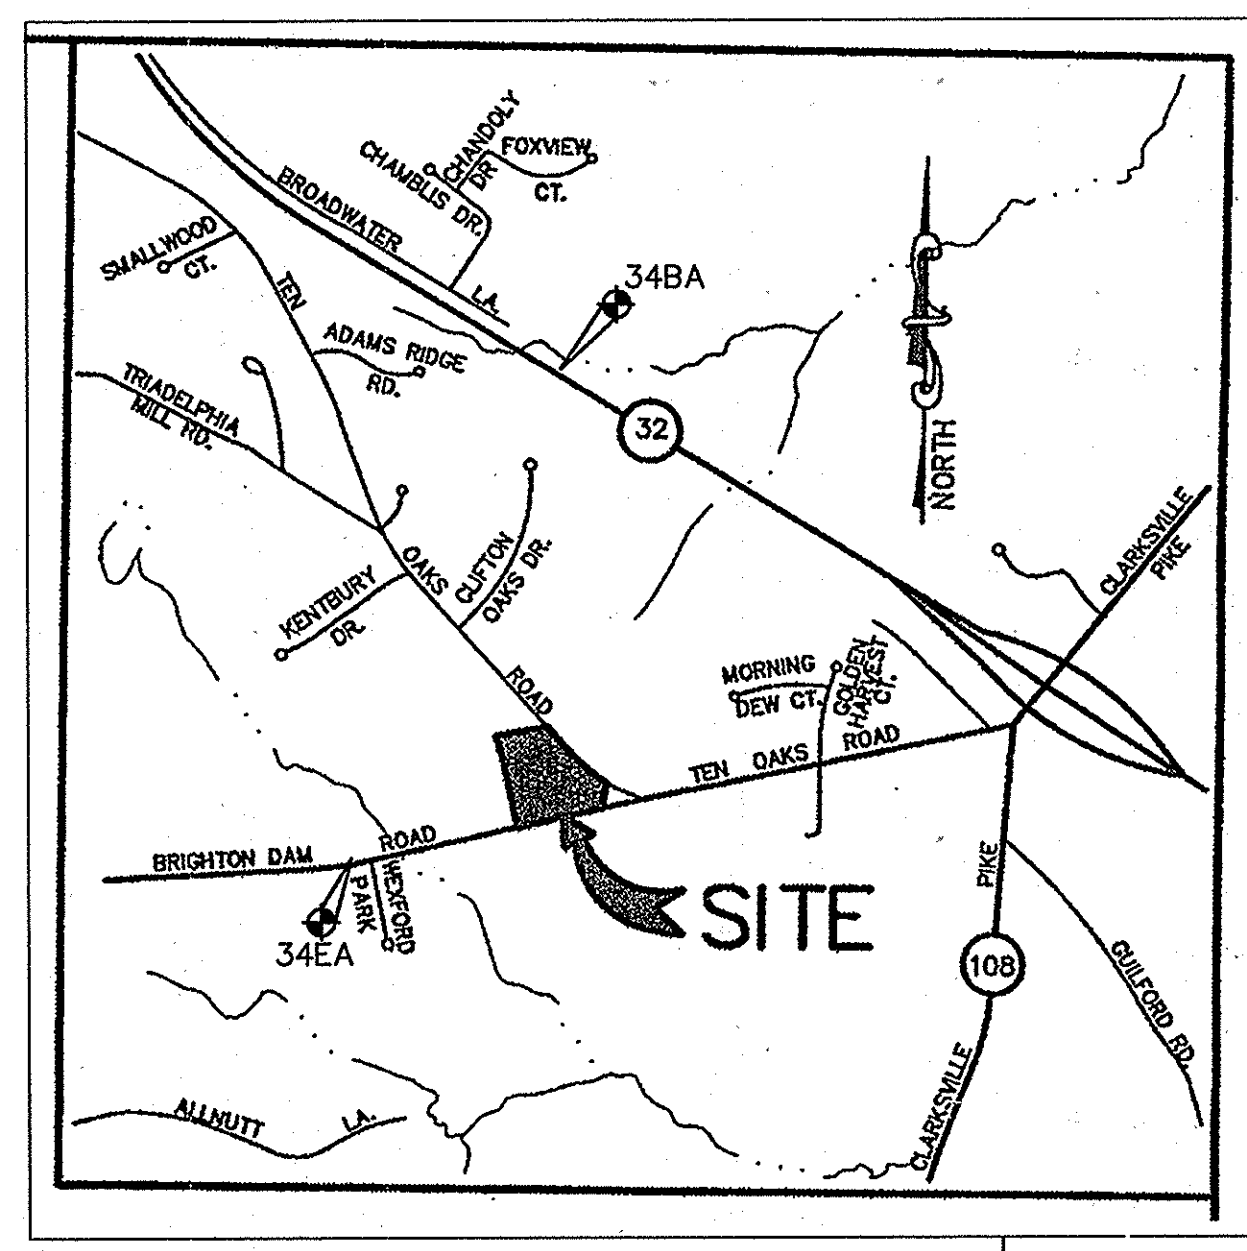 CHANDOLY
DR
FOXVIEW
CT.
CHAMBLIS DR.
BROADWATER
LA.
SMALLWOOD
CT.
34BA
TEN
ADAMS RIDGE
RD.
TRIADELPHIA
MILL RD.
32
NORTH
CLARKSVILLE
PIKE
OAKS
CLIFTON
OAKS DR.
KENTBURY
DR.
ROAD
MORNING
DEW CT.
GOLDEN
HARVEST
CT.
TEN OAKS ROAD
BRIGHTON DAM ROAD
WEXFORD
PARK
34EA
SITE
PIKE
108
GUILFORD RD.
CLARKSVILLE
ALLNUTT LA.